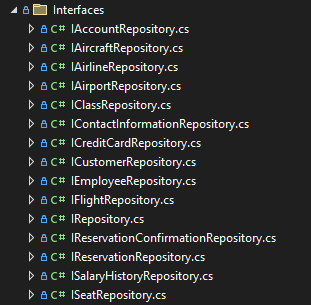 Interfaces
C# IAccountRepository.cs
C# IAircraftRepository.cs
C# IAirlineRepository.cs
C# IAirportRepository.cs
C# IClassRepository.cs
C# IContactInformationRepository.cs
C# ICreditCardRepository.cs
C# ICustomerRepository.cs
C# IEmployeeRepository.cs
C# IFlightRepository.cs
C# IRepository.cs
C# IReservationConfirmationRepository.cs
C# IReservationRepository.cs
C# ISalaryHistoryRepository.cs
C# ISeatRepository.cs